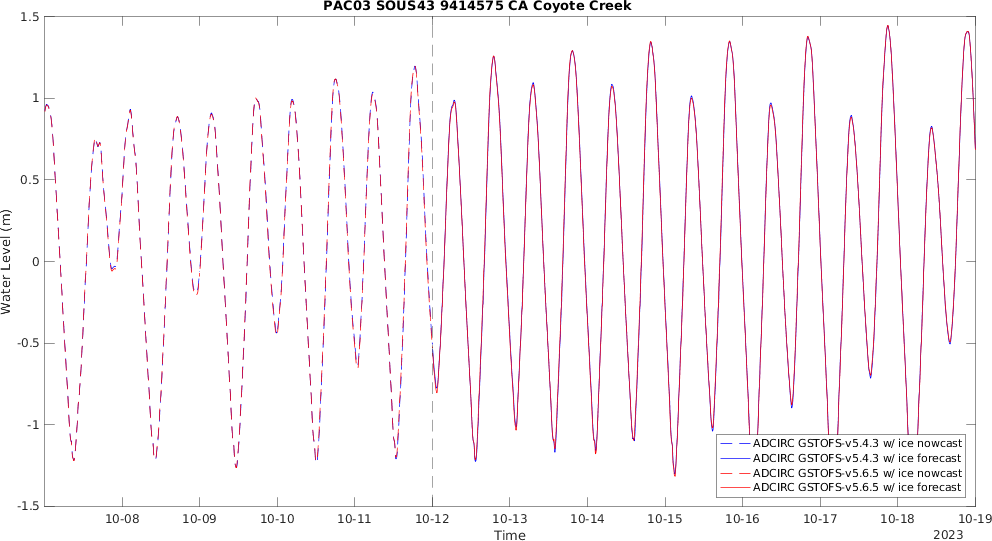 PAC03 SOUS43 9414575 CA Coyote Creek
1.5
1
0.5
0
-0.5
-1
-1.5
Water Level (m)
ADCIRC GSTOFS-v5.4.3 w/ ice nowcast
ADCIRC GSTOFS-v5.4.3 w/ ice forecast
ADCIRC GSTOFS-v5.6.5 w/ ice nowcast
ADCIRC GSTOFS-v5.6.5 w/ ice forecast
10-08 10-09 10-10 10-11 10-12 10-13 10-14 10-15 10-16 10-17 10-18 10-19
Time
2023